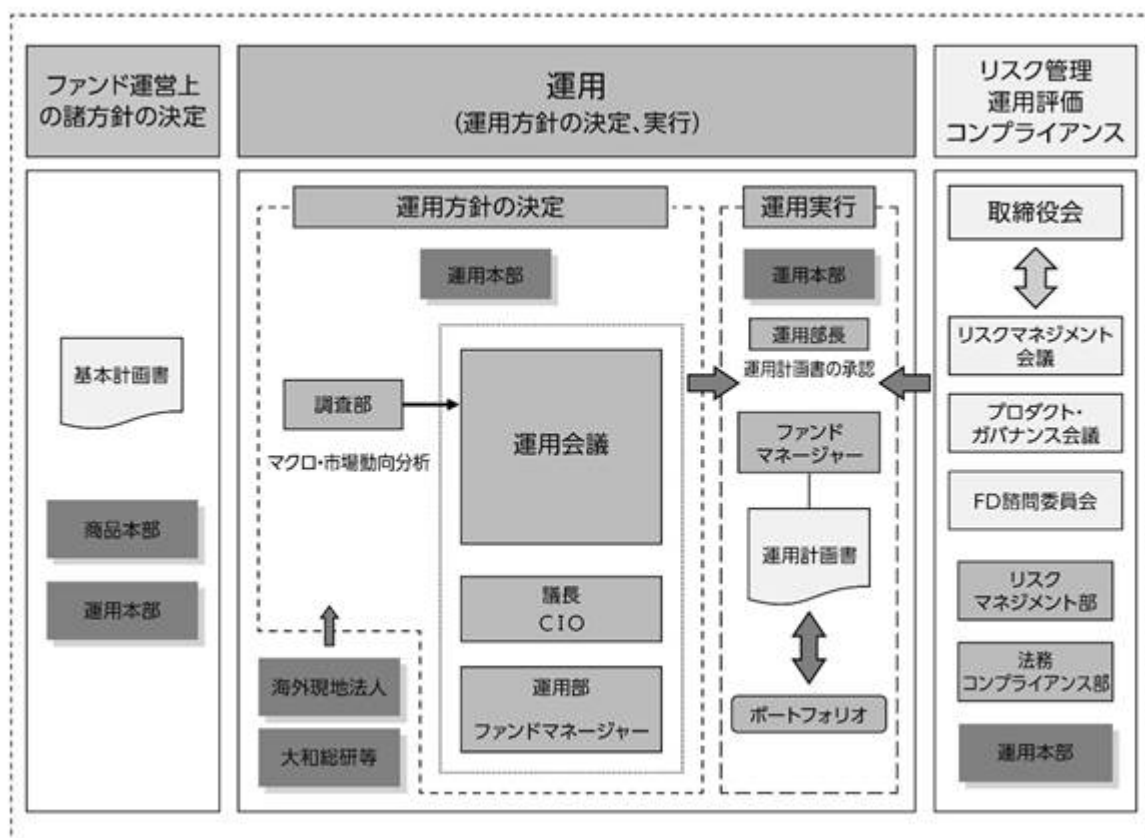 ファンド運営上
の諸方針の決定
基本計画書
商品本部
運用本部
運用
(運用方針の決定、実行)
運用方針の決定
運用本部
調査部
マクロ・市場動向分析
運用会議
議長
CIO
運用部
ファンドマネージャー
海外現地法人
大和総研等
運用実行
運用本部
運用部長
運用計画書の承認
ファンド
マネージャー
運用計画書
ポートフォリオ
リスク管理
運用評価
コンプライアンス
取締役会
リスクマネジメント
会議
プロダクト・
ガバナンス会議
FD諮問委員会
リスク
マネジメント部
法務
コンプライアンス部
運用本部